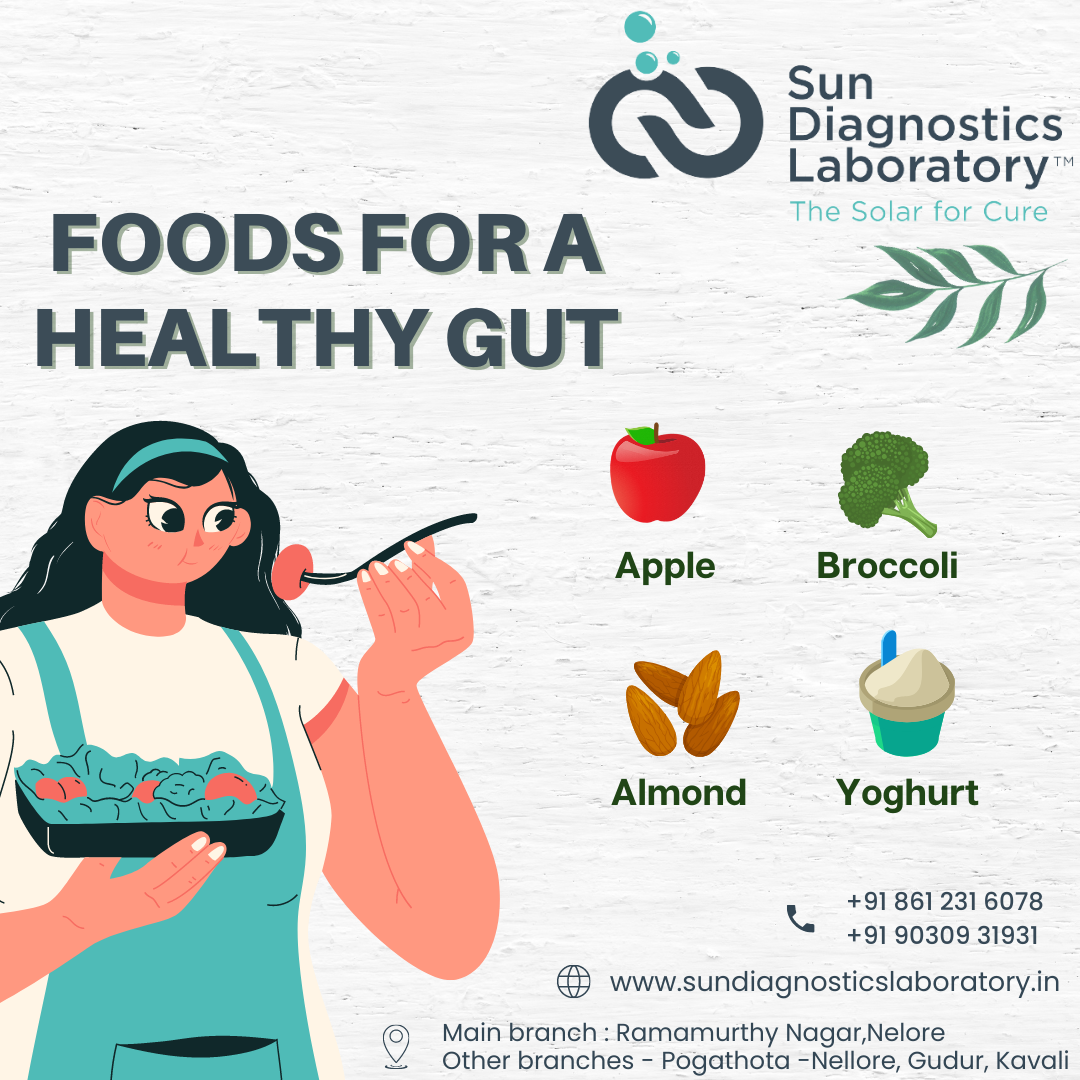 Sun
Diagnostics
Laboratory™
The Solar for Cure
FOODS FOR A
HEALTHY GUT
Apple
Broccoli
Almond
Yoghurt
+91 861 231 6078
+91 90309 31931
www.sundiagnosticslaboratory.in
Main branch : Ramamurthy Nagar,Nelore
Other branches - Pogathota -Nellore, Gudur, Kavali